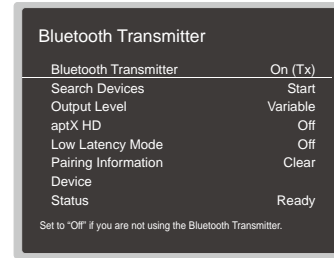 Bluetooth Transmitter
Bluetooth Transmitter On (Tx)
Search Devices Start
Output Level Variable
aptX HD Off
Low Latency Mode Off
Pairing Information Clear
Device
Status Ready
Set to “Off” if you are not using the Bluetooth Transmitter.